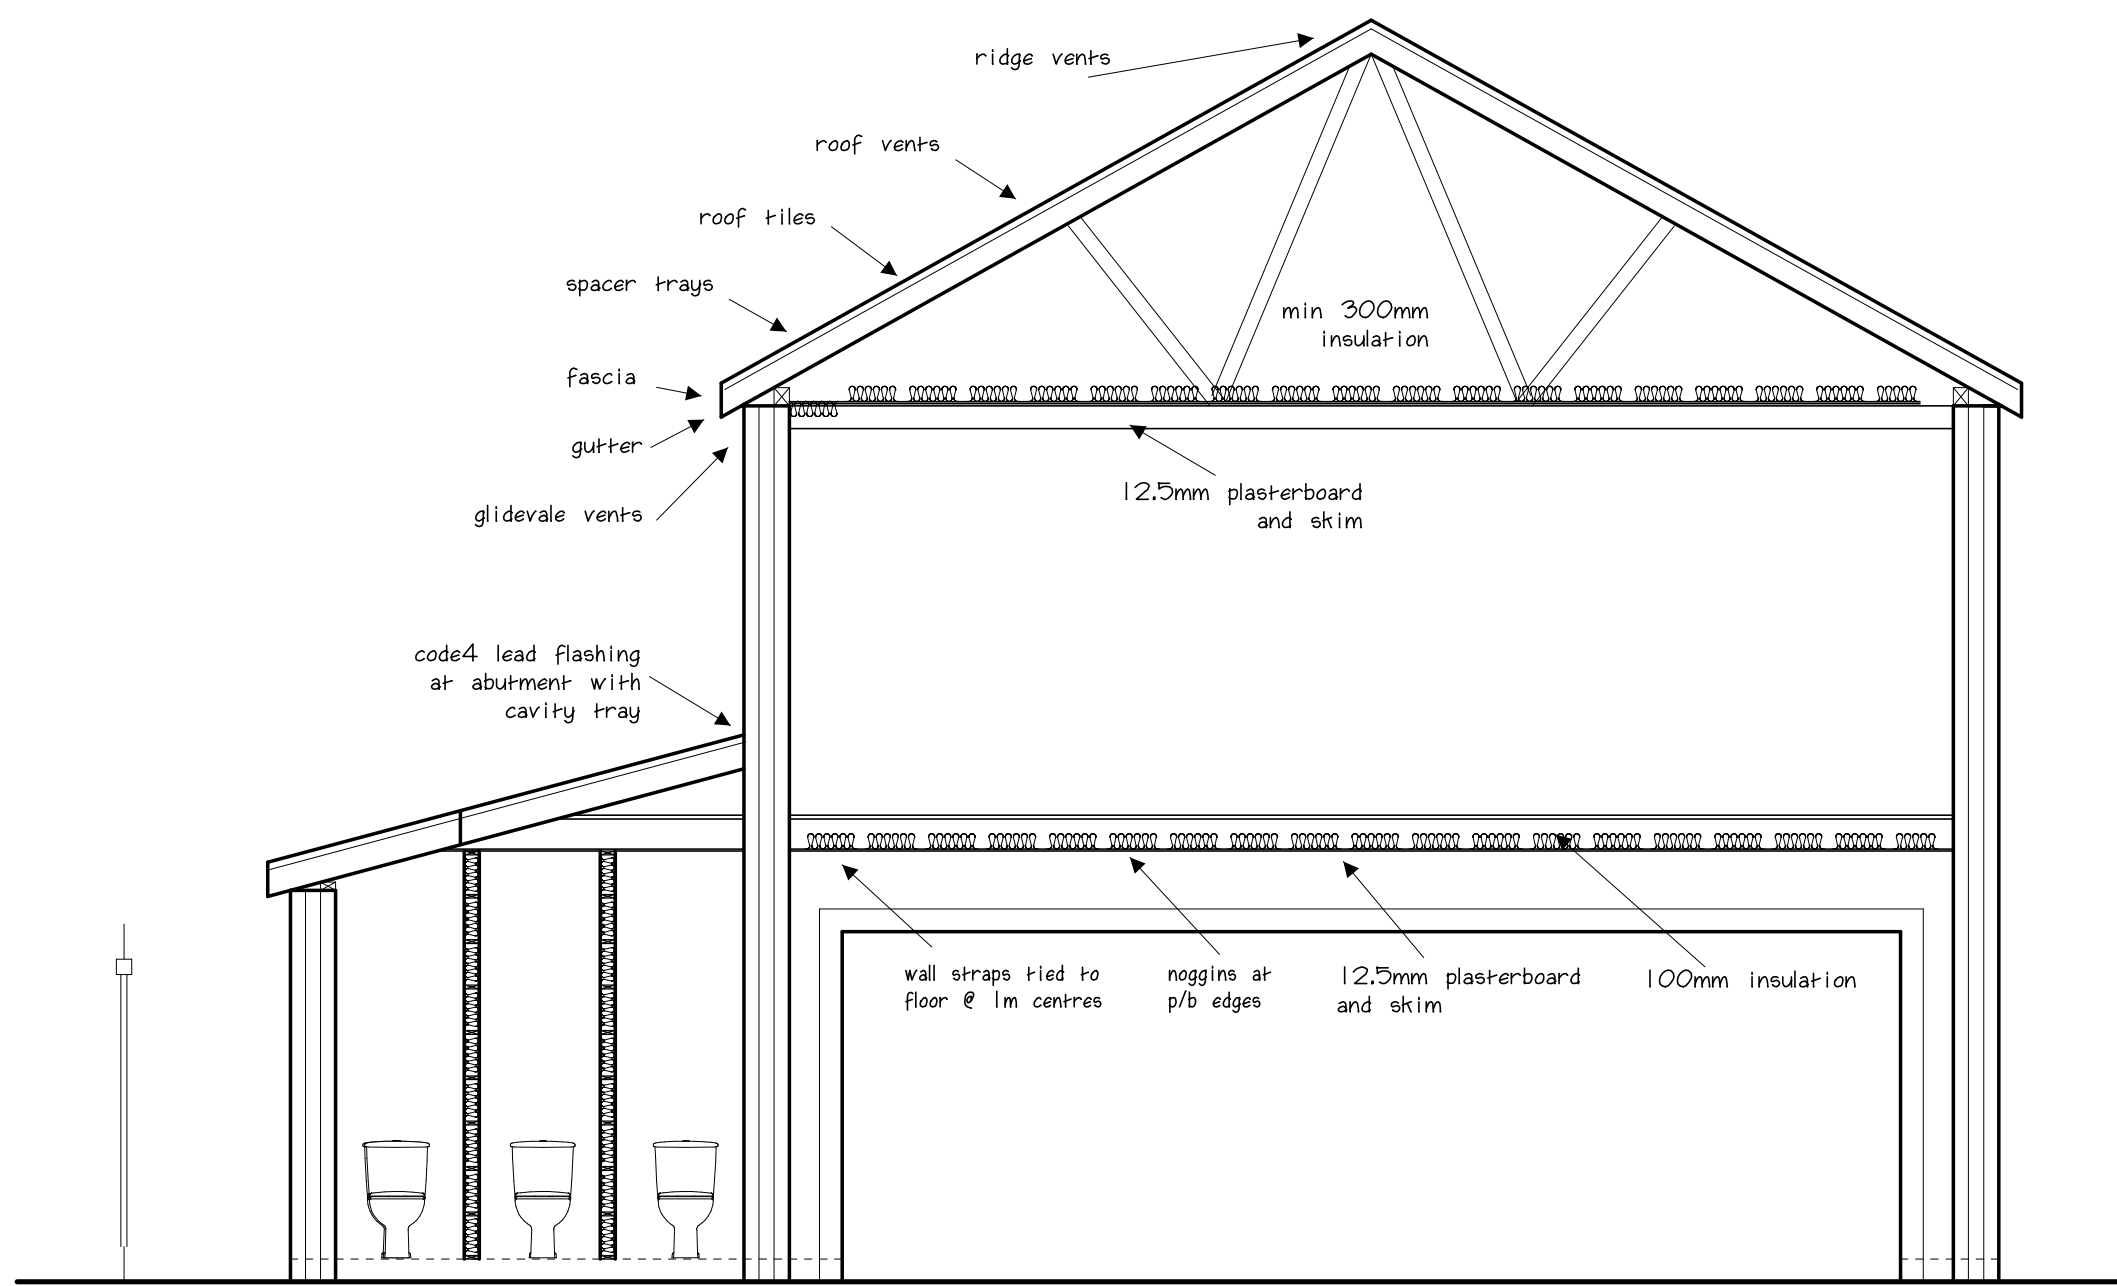 ridge vents
roof vents
roof tiles
spacer trays
min 300mm
insulation
fascia
gutter
12.5mm plasterboard
and skim
glidevale vents
code4 lead flashing
at abutment with
cavity tray
wall straps tied to
floor @ 1m centres
noggins at
p/b edges
12.5mm plasterboard
and skim
100mm insulation